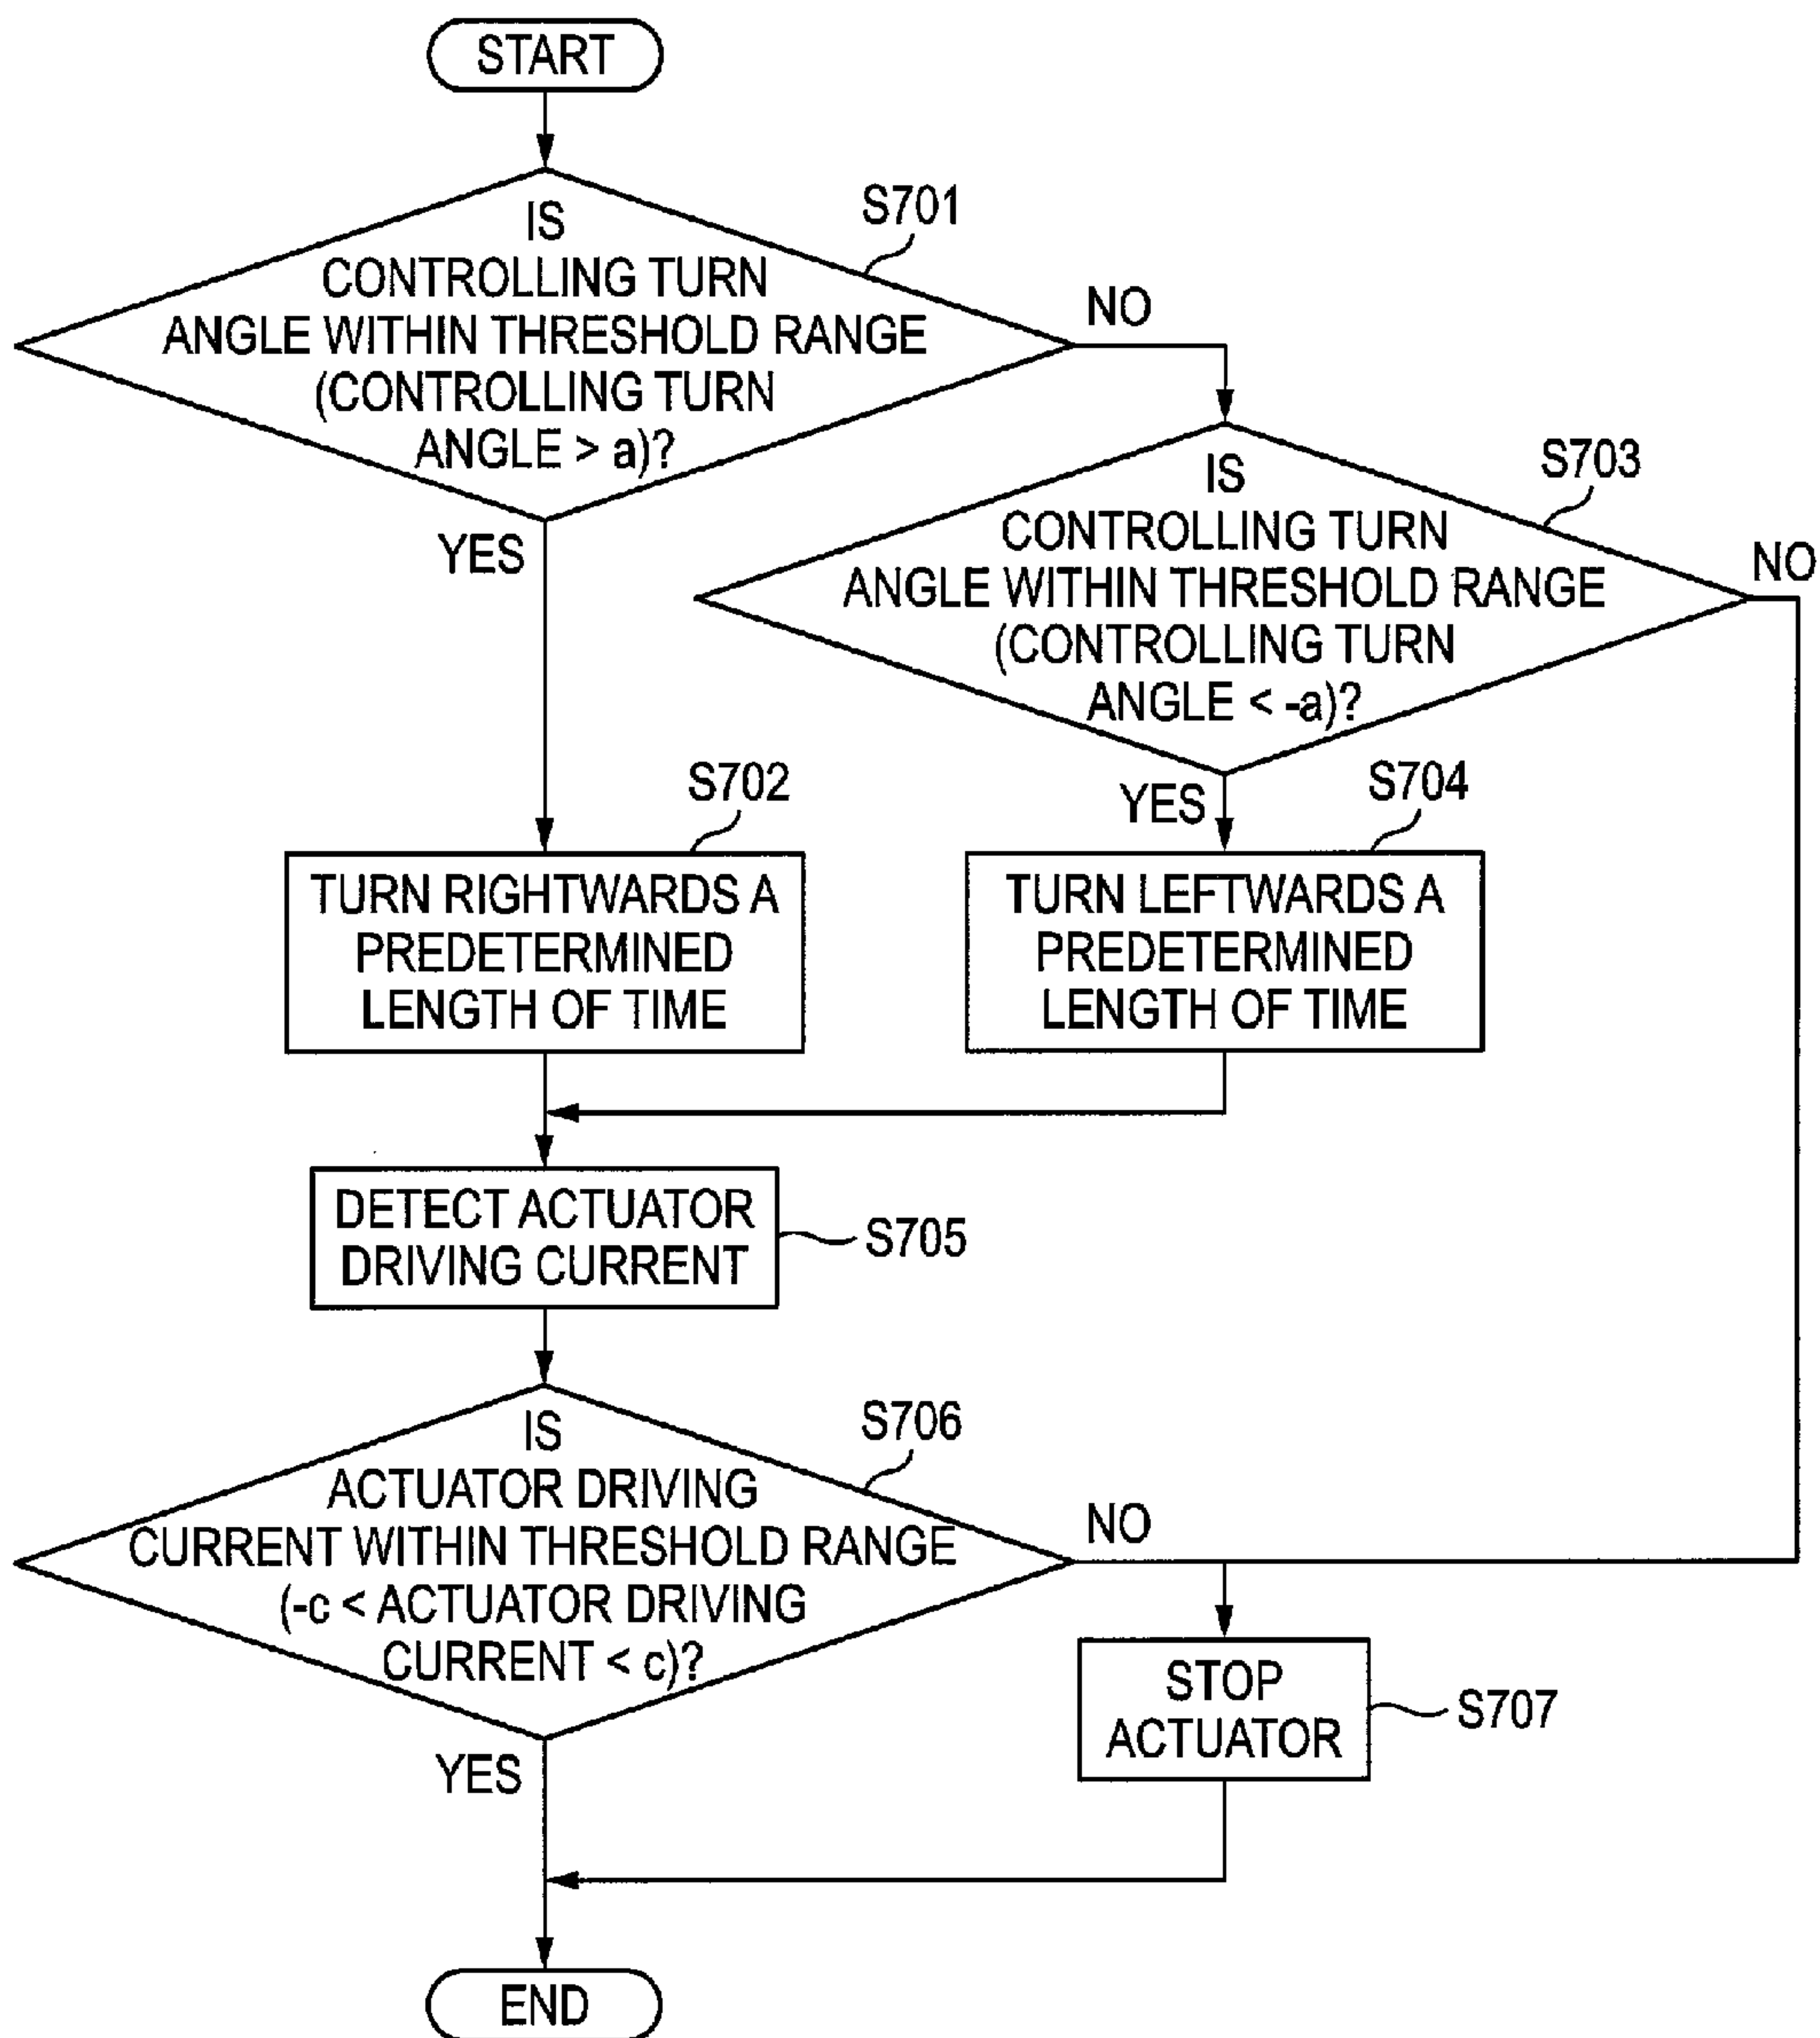 START
S701
IS
CONTROLLING TURN
ANGLE WITHIN THRESHOLD RANGE
(CONTROLLING TURN
ANGLE > a)?
NO
YES
S703
IS
CONTROLLING TURN
ANGLE WITHIN THRESHOLD RANGE
(CONTROLLING TURN
ANGLE < -a)?
NO
YES
S702
TURN RIGHTWARDS A
PREDETERMINED
LENGTH OF TIME
S704
TURN LEFTWARDS A
PREDETERMINED
LENGTH OF TIME
DETECT ACTUATOR
DRIVING CURRENT
S705
S706
IS
ACTUATOR DRIVING
CURRENT WITHIN THRESHOLD RANGE
(-c < ACTUATOR DRIVING
CURRENT < c)?
NO
YES
STOP
ACTUATOR
S707
END